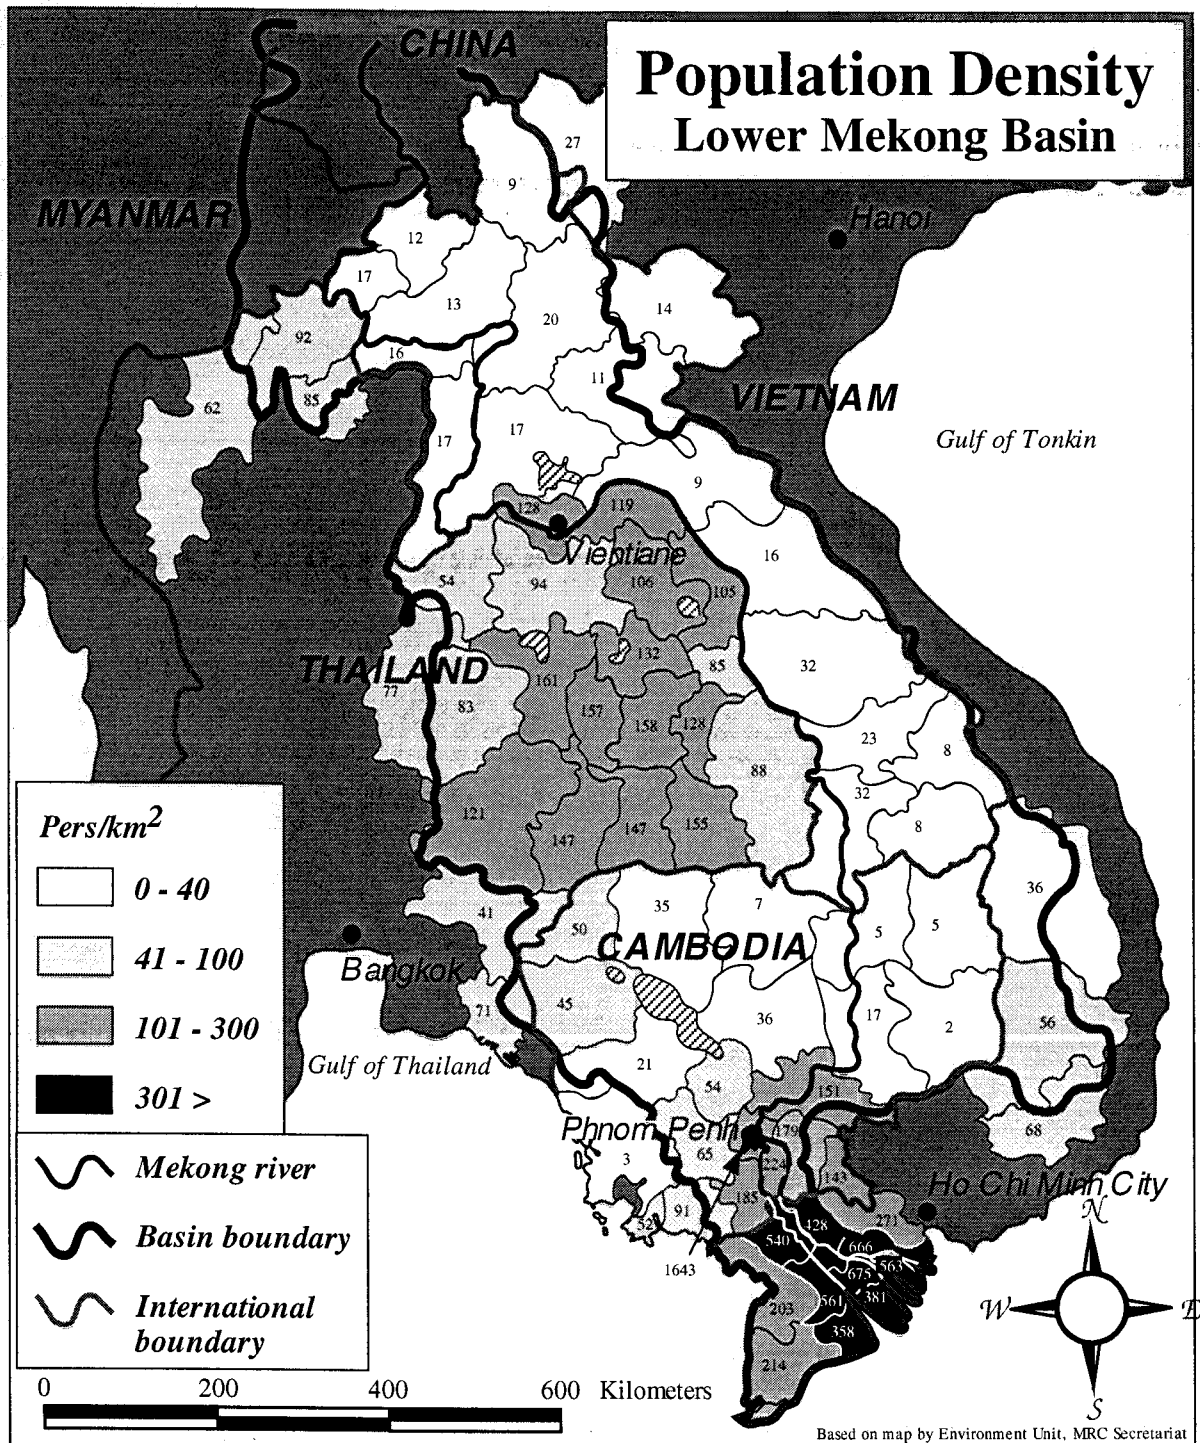 Population Density
Lower Mekong Basin
CHINA
27
9
MYANMAR
Hanoi
12
17
13
14
92
20
16
11
85
62
VIETNAM
17
17
Gulf of Tonkin
9
128
119
Vientiane
16
54
94
106
105
132
THAILAND
85
32
77
161
83
157
158
128
23
8
88
32
121
147
147
155
8
36
41
35
7
50
5
5
CAMBODIA
Bangkok
45
71
36
17
2
56
Gulf of Thailand
21
54
151
Phnom Penh
179
68
65
3
224
143
Ho Chi Minh City
185
91
52
271
428
540
666
563
1643
675
381
561
203
358
214
Pers/km²
0 - 40
41 - 100
101 - 300
301 >
Mekong river
Basin boundary
International
boundary
N
W
E
S
0
200
400
600 Kilometers
Based on map by Environment Unit, MRC Secretariat